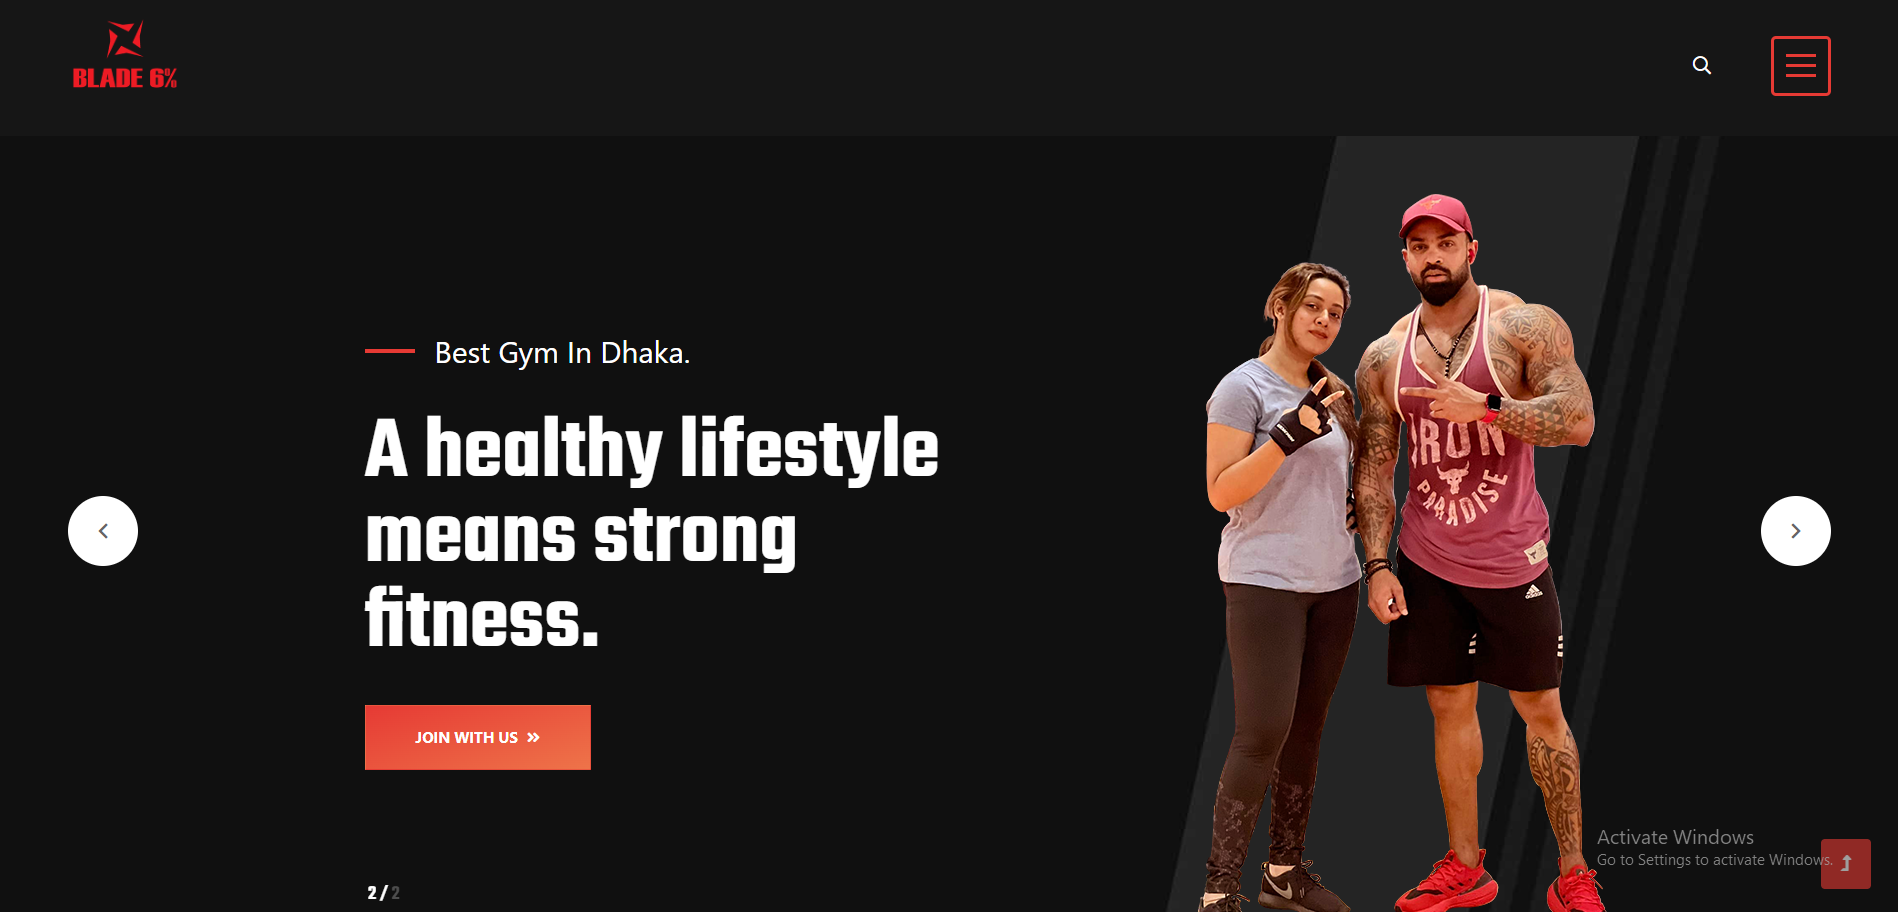 BLADE 6%
Best Gym In Dhaka.
A healthy lifestyle
means strong
fitness.
JOIN WITH US »
2 / 2
IRON
PARADISE
adidas
Activate Windows
Go to Settings to activate Windows.